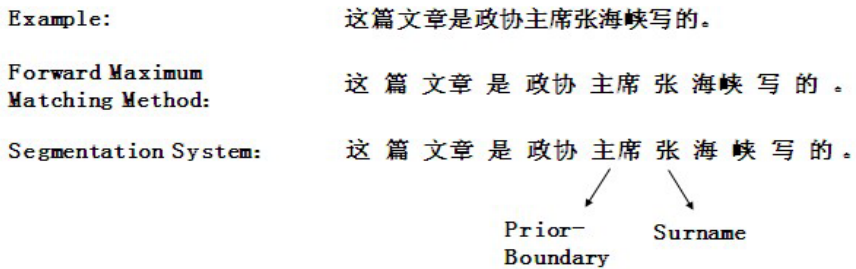 Example: 这篇文章是政协主席张海峡写的。
Forward Maximum
Matching Method: 这 篇 文章 是 政协 主席 张 海峡 写 的 。
Segmentation System: 这 篇 文章 是 政协 主席 张 海 峡 写 的 。
Prior- Surname
Boundary